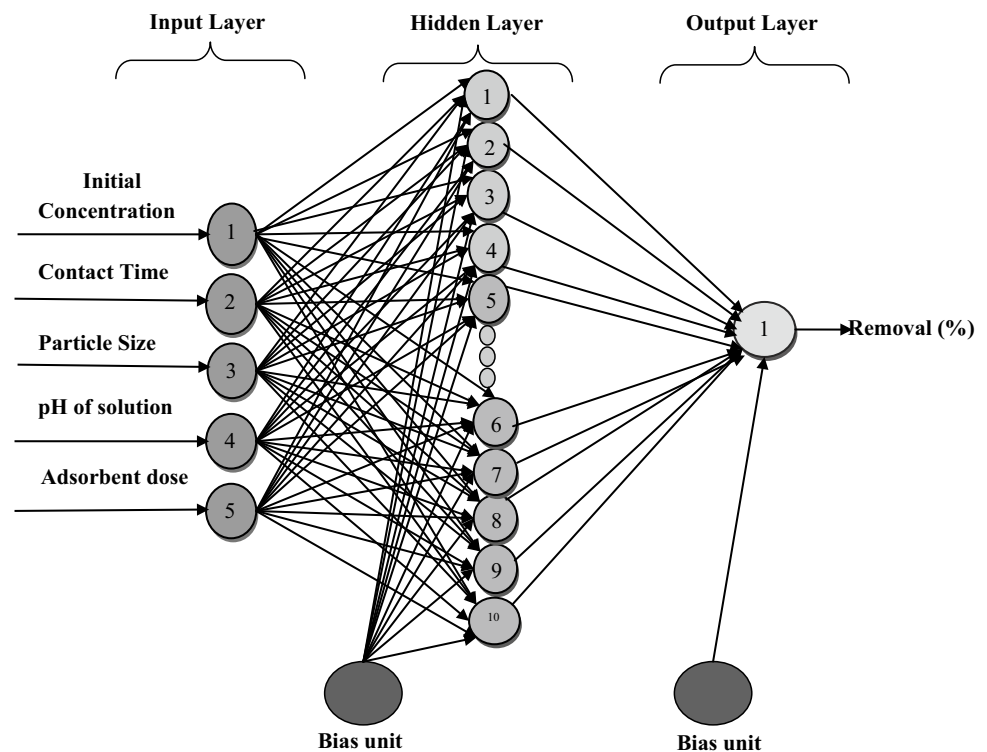 Input Layer
Hidden Layer
Output Layer
Initial
Concentration
Contact Time
Particle Size
pH of solution
Adsorbent dose
1
2
3
4
5
1
2
3
4
5
6
7
8
9
10
1
Removal (%)
Bias unit
Bias unit